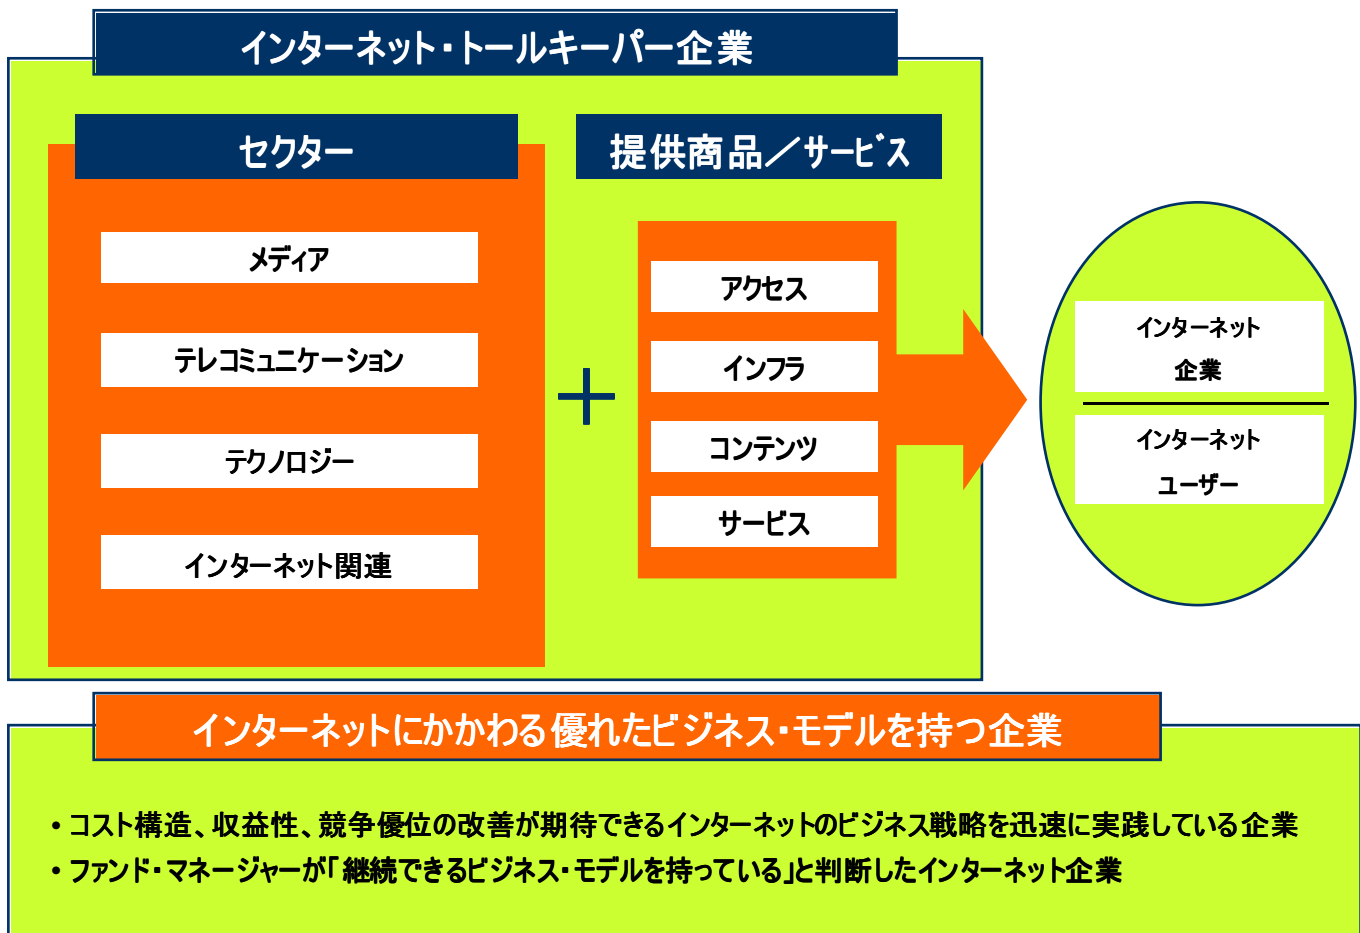 インターネット・トールキーパー企業
セクター
メディア
テレコミュニケーション
テクノロジー
インターネット関連
＋
提供商品／サービス
アクセス
インフラ
コンテンツ
サービス
インターネット
企業
インターネット
ユーザー
インターネットにかかわる優れたビジネス・モデルを持つ企業
・コスト構造、収益性、競争優位の改善が期待できるインターネットのビジネス戦略を迅速に実践している企業
・ファンド・マネージャーが「継続できるビジネス・モデルを持っている」と判断したインターネット企業